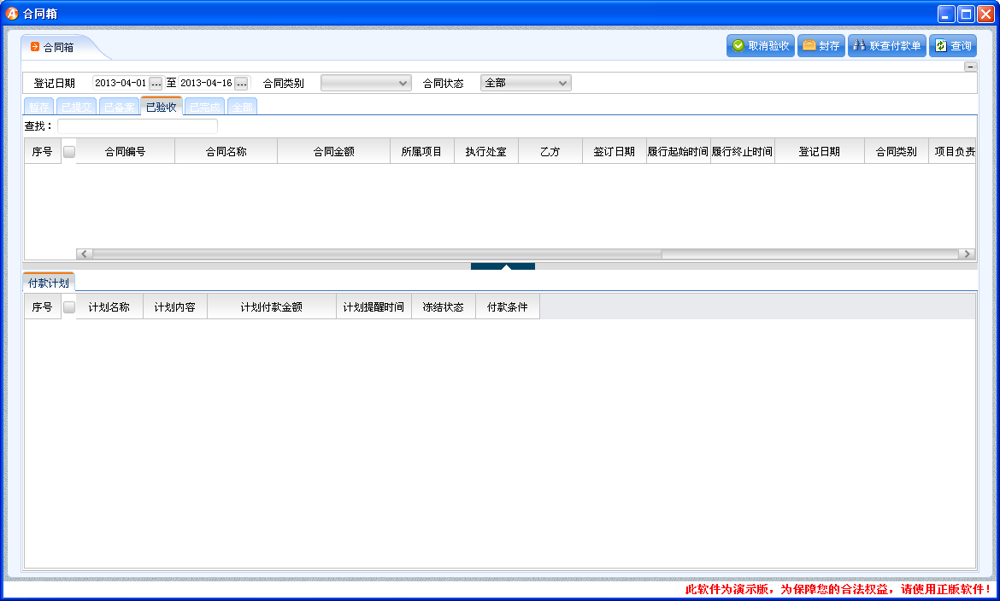 合同箱
合同箱 取消验收 封存 联查付款单 查询
登记日期 2013-04-01 ... 至 2013-04-16 ... 合同类别 合同状态 全部
暂存 已提交 已备案 已验收 已完成 全部
查找：
序号 合同编号 合同名称 合同金额 所属项目 执行处室 乙方 签订日期 履行起始时间 履行终止时间 登记日期 合同类别 项目负责
付款计划
序号 计划名称 计划内容 计划付款金额 计划提醒时间 冻结状态 付款条件
此软件为演示版，为保障您的合法权益，请使用正版软件！